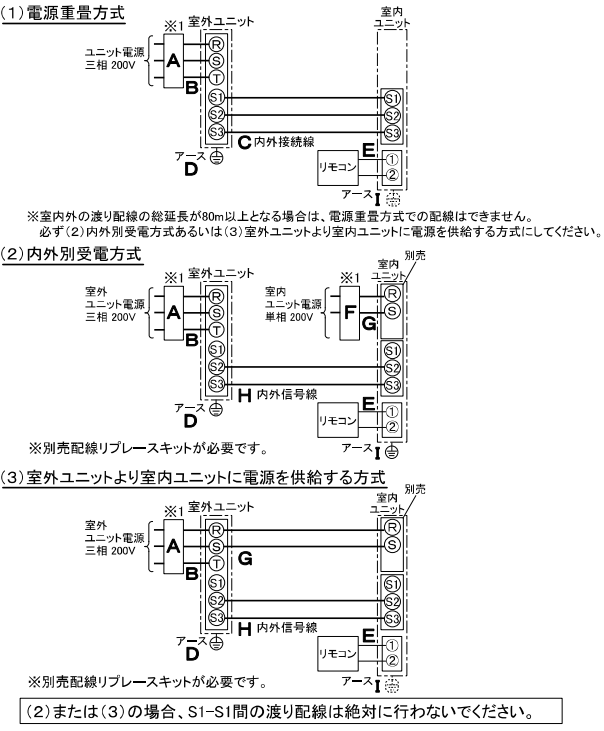 (1)電源重畳方式
※1
室外ユニット
室内
ユニット
ユニット電源
三相 200V
A
B
R
S
T
S1
S2
S3
S1
S2
S3
C 内外接続線
アース
D
E
リモコン
①
②
アース I
※室内外の渡り配線の総延長が80m以上となる場合は、電源重畳方式での配線はできません。
必ず(2)内外別受電方式あるいは(3)室外ユニットより室内ユニットに電源を供給する方式にしてください。
(2)内外別受電方式
※1
室外ユニット
※1
室内
ユニット
別売
室外
ユニット電源
三相 200V
A
B
R
S
T
S1
S2
S3
室内
ユニット電源
単相 200V
F
G
R
S
S1
S2
S3
H 内外信号線
アース
D
E
リモコン
①
②
アース I
※別売配線リプレースキットが必要です。
(3)室外ユニットより室内ユニットに電源を供給する方式
※1
室外ユニット
室内
ユニット
別売
室外
ユニット電源
三相 200V
A
B
R
S
T
S1
S2
S3
G
R
S
S1
S2
S3
H 内外信号線
アース
D
E
リモコン
①
②
アース I
※別売配線リプレースキットが必要です。
(2)または(3)の場合、S1-S1間の渡り配線は絶対に行わないでください。